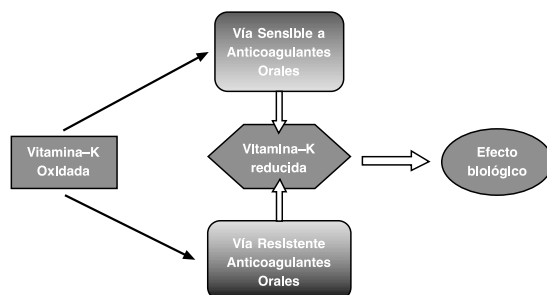 Vía Sensible a
Anticoagulantes
Orales
Vitamina–K
Oxidada
Vitamina–K
reducida
Efecto
biológico
Vía Resistente
Anticoagulantes
Orales